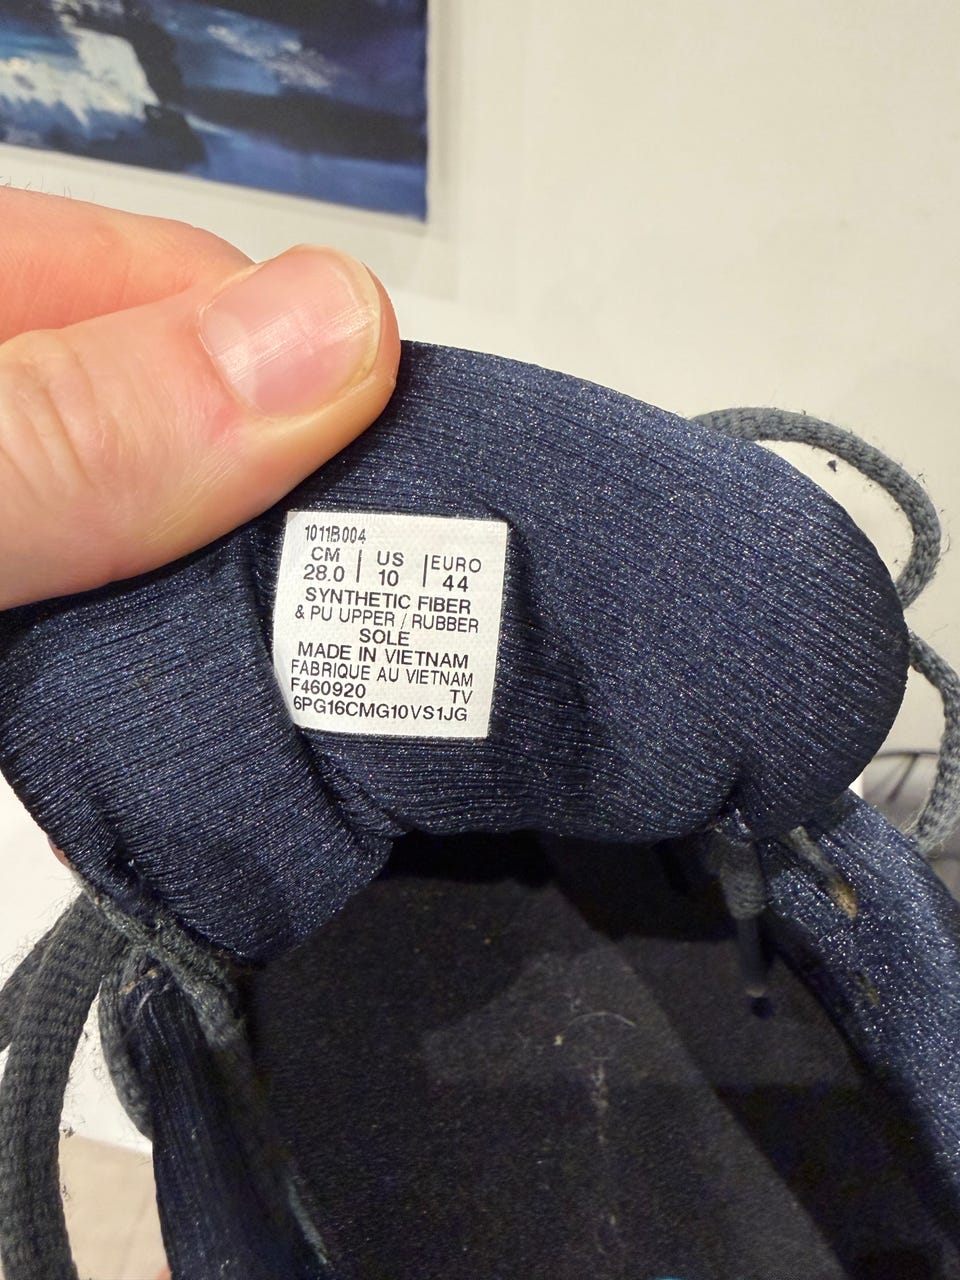 1011B004
CM | US | EURO
28.0 | 10 | 44
SYNTHETIC FIBER
& PU UPPER / RUBBER
SOLE
MADE IN VIETNAM
FABRIQUE AU VIETNAM
F460920 TV
6PG16CMG10VS1JG